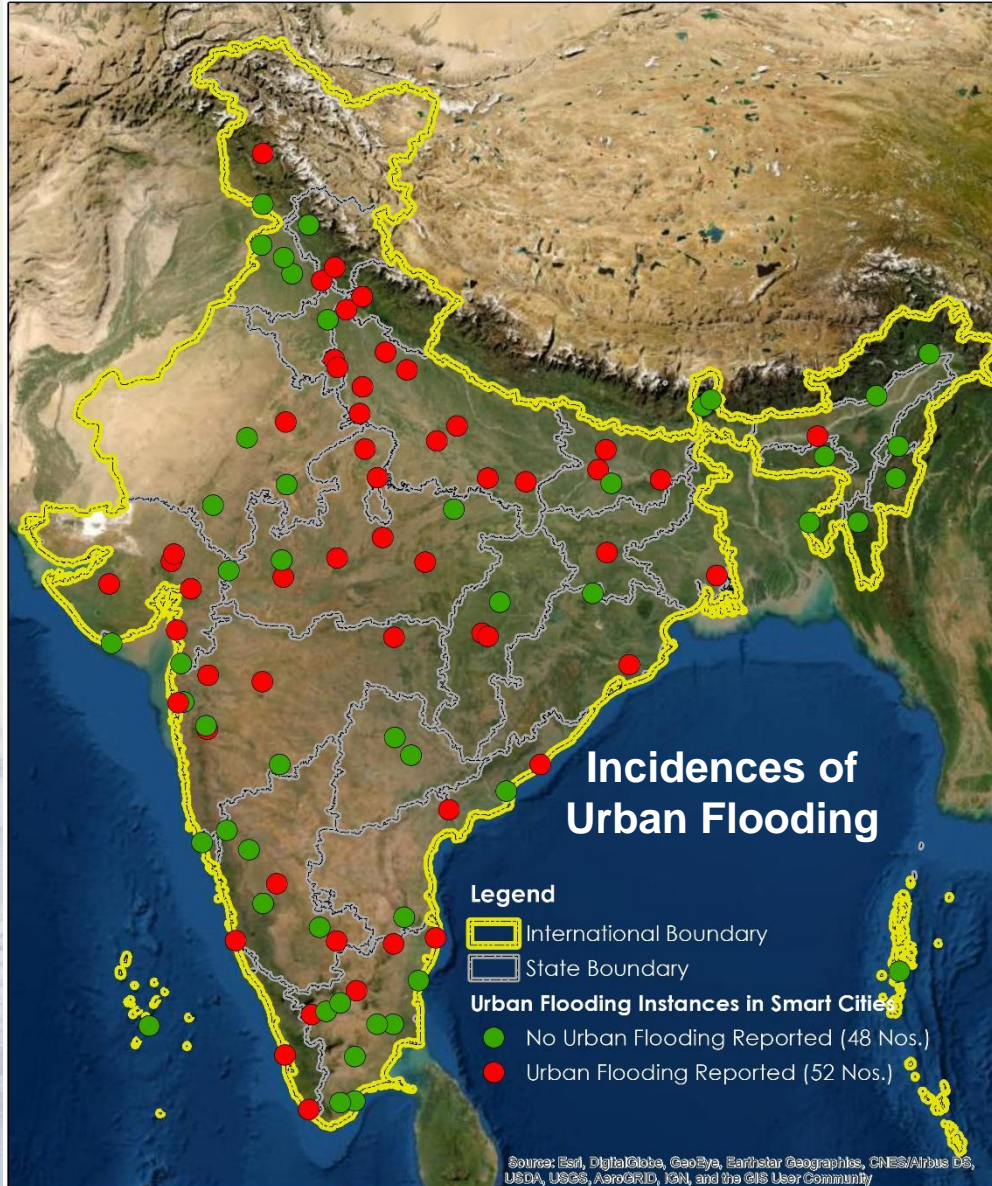 Incidences of
Urban Flooding
Legend
International Boundary
State Boundary
Urban Flooding Instances in Smart Cities
No Urban Flooding Reported (48 Nos.)
Urban Flooding Reported (52 Nos.)
Source: Esri, DigitalGlobe, GeoEye, Earthstar Geographics, CNES/Airbus DS,
USDA, USGS, AeroGRID, IGN, and the GIS User Community